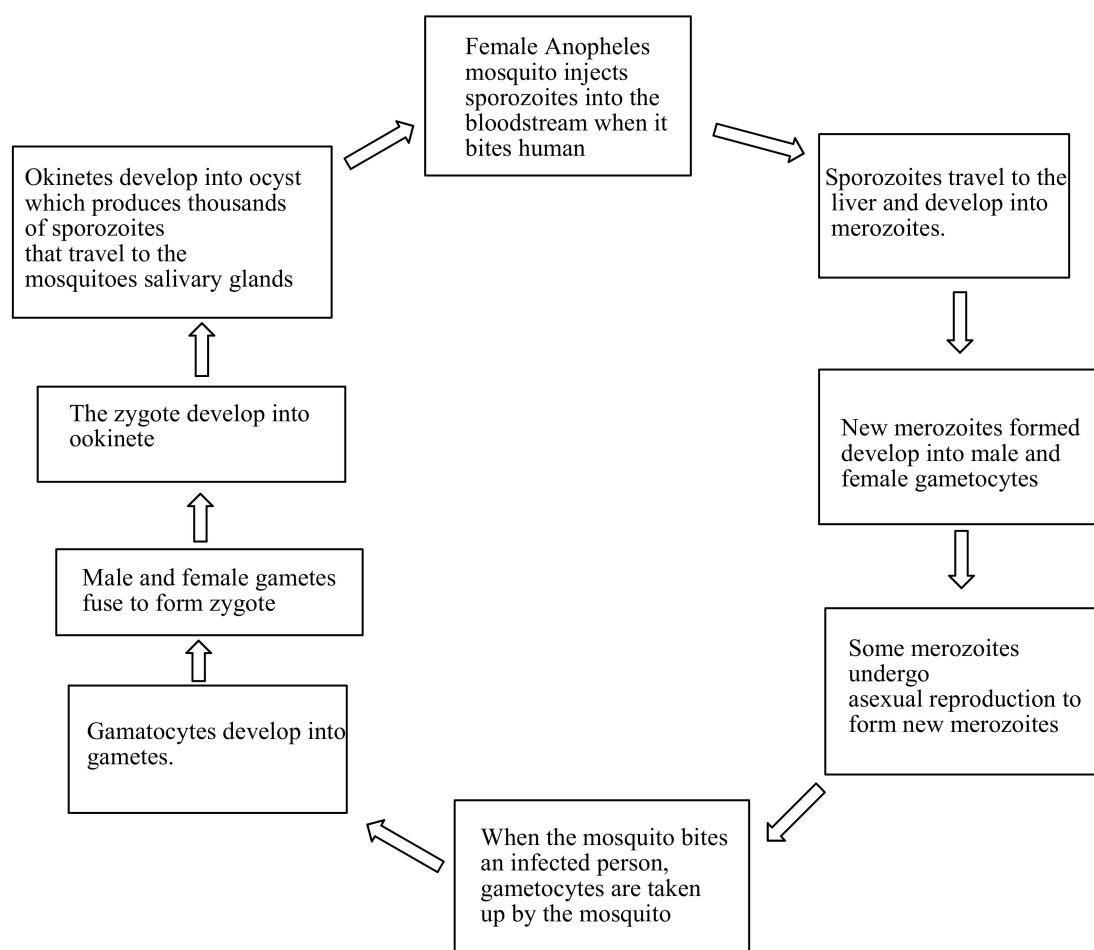 Female Anopheles
mosquito injects
sporozoites into the
bloodstream when it
bites human
Sporozoites travel to the
liver and develop into
merozoites.
New merozoites formed
develop into male and
female gametocytes
Some merozoites
undergo
asexual reproduction to
form new merozoites
When the mosquito bites
an infected person,
gametocytes are taken
up by the mosquito
Gamatocytes develop into
gametes.
Male and female gametes
fuse to form zygote
The zygote develop into
ookinete
Okinetes develop into ocyst
which produces thousands
of sporozoites
that travel to the
mosquitoes salivary glands